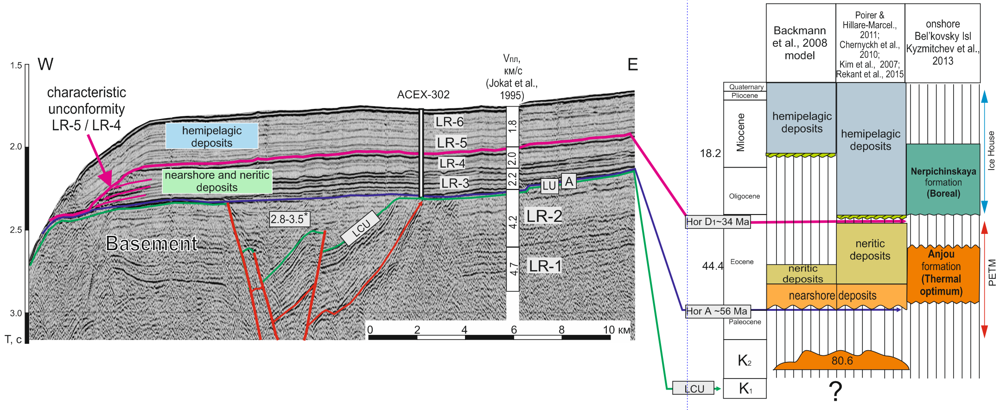 W
E
1.5
2.0
2.5
3.0
T, c
characteristic
unconformity
LR-5 / LR-4
hemipelagic
deposits
nearshore and neritic
deposits
Basement
2.8-3.5*
LCU
ACEX-302
Vпл,
км/с
(Jokat et al.,
1995)
LR-6
LR-5
LR-4
LR-3
LR-2
LR-1
1.8
2.0
2.2
4.2
4.7
LU
A
0 2 4 6 8 10 км
Backmann
et al., 2008
model
Poirer &
Hillare-Marcel.,
2011;
Chernyckh et al.,
2010;
Kim et al., 2007;
Rekant et al., 2015
onshore
Bel'kovsky Isl
Kyzmitchev et al.,
2013
Quaternary
Pliocene
Miocene
Oligocene
Eocene
Paleocene
K2
K1
18.2
44.4
Hor D1~34 Ma
Hor A ~56 Ma
LCU
hemipelagic
deposits
hemipelagic
deposits
neritic
deposits
neritic
deposits
nearshore deposits
80.6
?
Nerpichinskaya
formation
(Boreal)
Anjou
formation
(Thermal
optimum)
Ice House
PETM